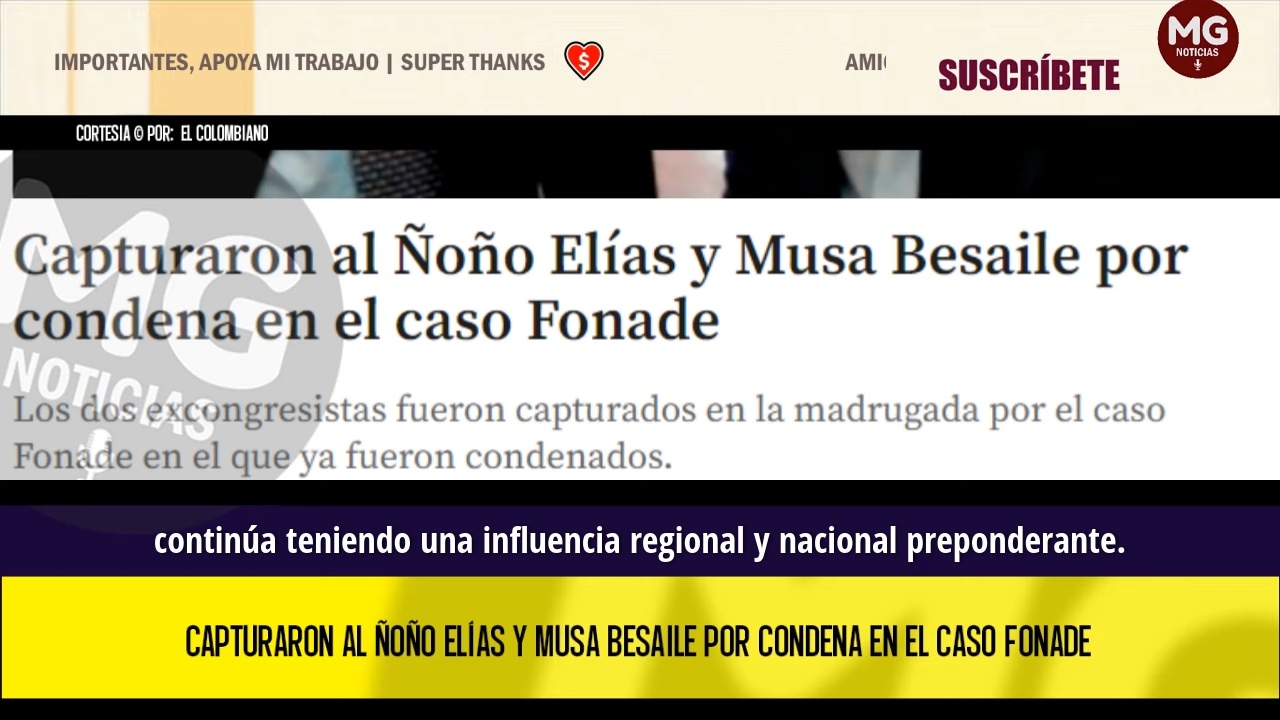 IMPORTANTES, APOYA MI TRABAJO | SUPER THANKS
AMI
SUSCRÍBETE
MG
NOTICIAS
CORTESIA © POR: EL COLOMBIANO
Capturaron al Ñoño Elías y Musa Besaile por
condena en el caso Fonade
MG
NOTICIAS
Los dos excongresistas fueron capturados en la madrugada por el caso
Fonade en el que ya fueron condenados.
continúa teniendo una influencia regional y nacional preponderante.
CAPTURARON AL ÑOÑO ELÍAS Y MUSA BESAILE POR CONDENA EN EL CASO FONADE